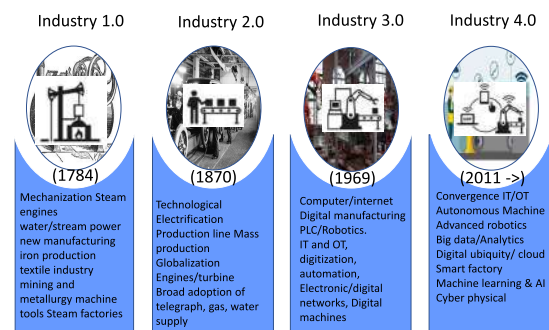 Industry 1.0
(1784)
Mechanization Steam
engines
water/stream power
new manufacturing
iron production
textile industry
mining and
metallurgy machine
tools Steam factories
Industry 2.0
(1870)
Technological
Electrification
Production line Mass
production
Globalization
Engines/turbine
Broad adoption of
telegraph, gas, water
supply
Industry 3.0
(1969)
Computer/internet
Digital manufacturing
PLC/Robotics.
IT and OT,
digitization,
automation,
Electronic/digital
networks, Digital
machines
Industry 4.0
(2011 ->)
Convergence IT/OT
Autonomous Machine
Advanced robotics
Big data/Analytics
Digital ubiquity/ cloud
Smart factory
Machine learning & AI
Cyber physical